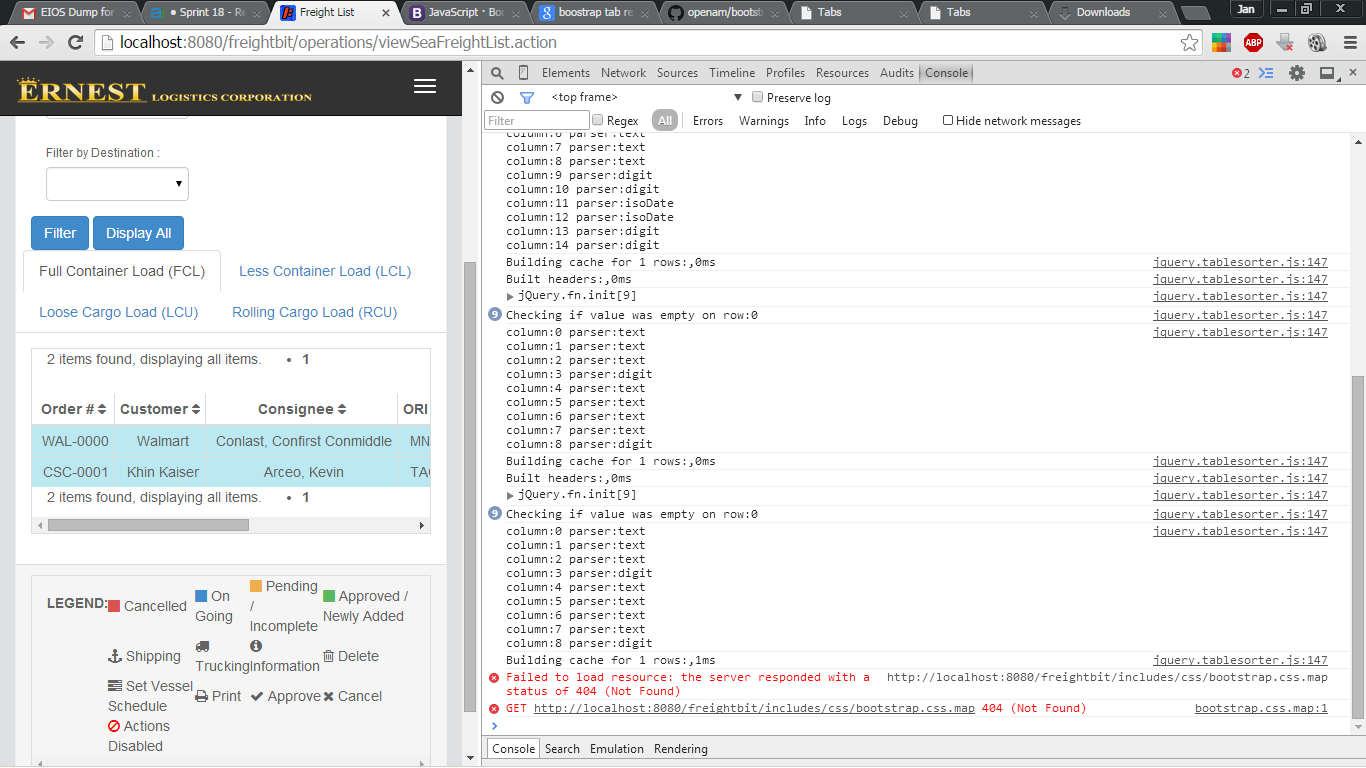 EIOS Dump for
● Sprint 18 - Re
Freight List
JavaScript · Boo
boostrap tab re
openam/bootst
Tabs
Tabs
Downloads
Jan
localhost:8080/freightbit/operations/viewSeaFreightList.action
ERNEST LOGISTICS CORPORATION
Filter by Destination :
Filter
Display All
Full Container Load (FCL)
Less Container Load (LCL)
Loose Cargo Load (LCU)
Rolling Cargo Load (RCU)
2 items found, displaying all items. • 1
Order # Customer Consignee ORI
WAL-0000 Walmart Conlast, Confirst Conmiddle MN
CSC-0001 Khin Kaiser Arceo, Kevin TAC
2 items found, displaying all items. • 1
LEGEND:
Cancelled
On Going
Pending / Incomplete
Approved / Newly Added
Shipping
Trucking
Information
Delete
Set Vessel Schedule
Print
Approve
Cancel
Actions Disabled
Elements Network Sources Timeline Profiles Resources Audits Console
2
<top frame>
Preserve log
Filter
Regex
All
Errors Warnings Info Logs Debug
Hide network messages
column:6 parser:text
column:7 parser:text
column:8 parser:text
column:9 parser:digit
column:10 parser:digit
column:11 parser:isoDate
column:12 parser:isoDate
column:13 parser:digit
column:14 parser:digit
Building cache for 1 rows:,0ms jquery.tablesorter.js:147
Built headers:,0ms jquery.tablesorter.js:147
jQuery.fn.init[9] jquery.tablesorter.js:147
9 Checking if value was empty on row:0 jquery.tablesorter.js:147
column:0 parser:text jquery.tablesorter.js:147
column:1 parser:text
column:2 parser:text
column:3 parser:digit
column:4 parser:text
column:5 parser:text
column:6 parser:text
column:7 parser:text
column:8 parser:digit
Building cache for 1 rows:,0ms jquery.tablesorter.js:147
Built headers:,0ms jquery.tablesorter.js:147
jQuery.fn.init[9] jquery.tablesorter.js:147
9 Checking if value was empty on row:0 jquery.tablesorter.js:147
column:0 parser:text jquery.tablesorter.js:147
column:1 parser:text
column:2 parser:text
column:3 parser:digit
column:4 parser:text
column:5 parser:text
column:6 parser:text
column:7 parser:text
column:8 parser:digit
Building cache for 1 rows:,1ms jquery.tablesorter.js:147
Failed to load resource: the server responded with a http://localhost:8080/freightbit/includes/css/bootstrap.css.map
status of 404 (Not Found)
GET http://localhost:8080/freightbit/includes/css/bootstrap.css.map 404 (Not Found) bootstrap.css.map:1
Console Search Emulation Rendering